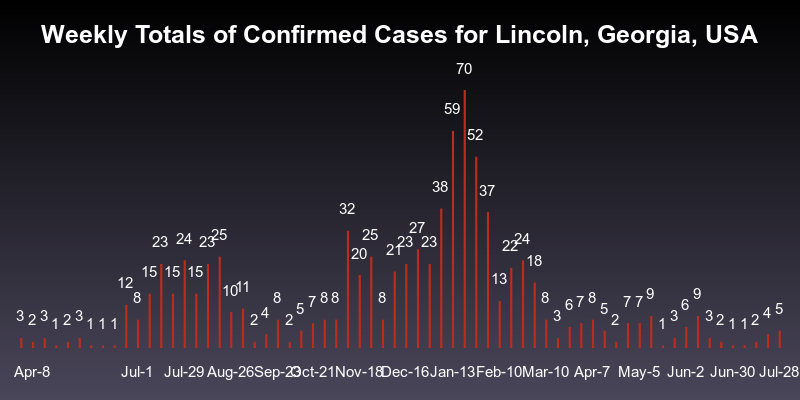 Weekly Totals of Confirmed Cases for Lincoln, Georgia, USA
3 2 3 1 2 3 1 1 1 12 8 15 23 15 24 15 23 25 10 11 2 4 8 2 5 7 8 8 32 20 25 8 21 23 27 23 38 59 70 52 37 13 22 24 18 8 3 6 7 8 5 2 7 7 9 1 3 6 9 3 2 1 1 2 4 5
Apr-8 Jul-1 Jul-29 Aug-26 Sep-23 Oct-21 Nov-18 Dec-16 Jan-13 Feb-10 Mar-10 Apr-7 May-5 Jun-2 Jun-30 Jul-28